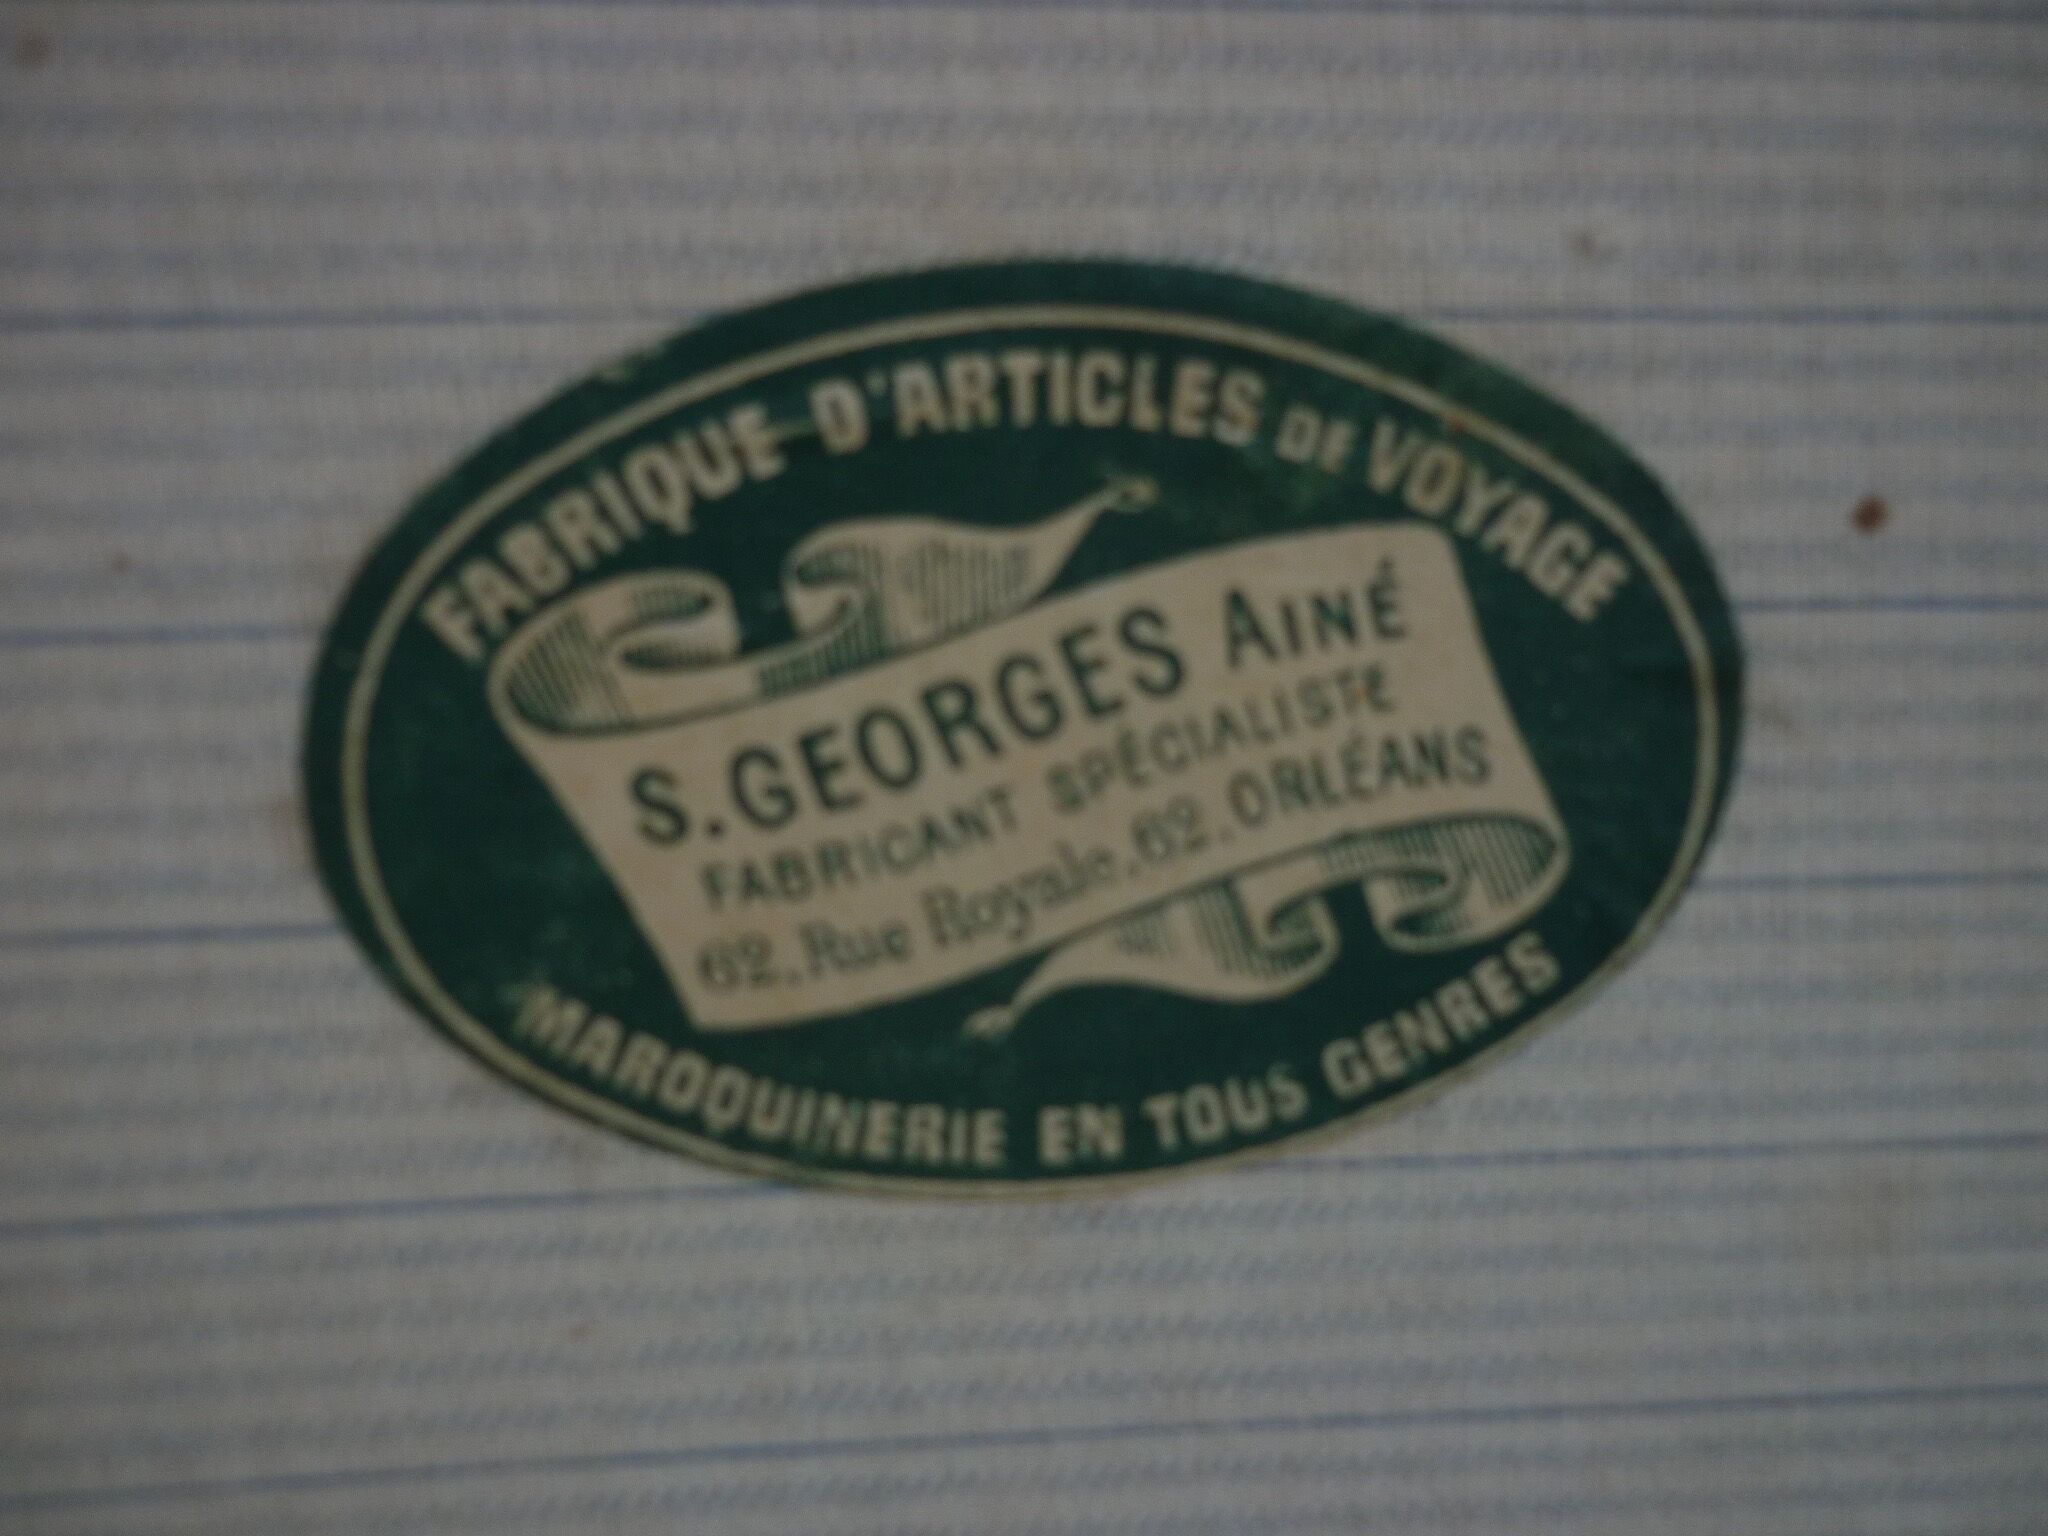 FABRIQUE D'ARTICLES DE VOYAGE
S. GEORGES AINÉ
FABRICANT SPÉCIALISTE
62, Rue Royale, 62. ORLÉANS
MAROQUINERIE EN TOUS GENRES